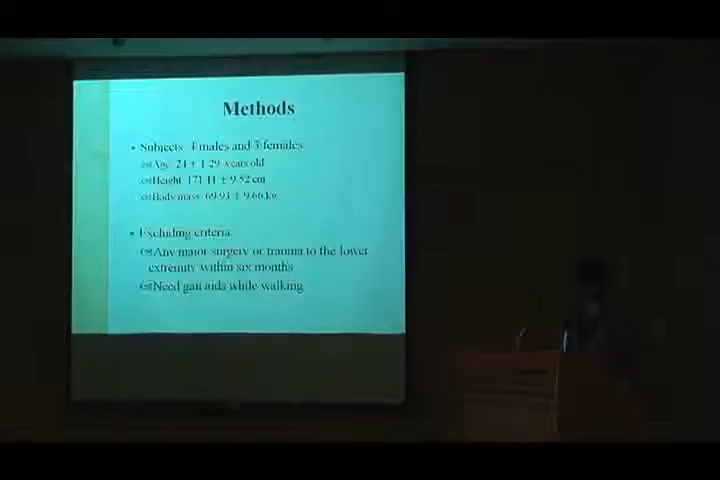 Methods
Subjects: 4 males and 3 females
Age: 24 ± 1.29 years old
Height: 171.11 ± 9.52 cm
Body mass: 69.93 ± 9.66 kg
Excluding criteria
Any major surgery or trauma to the lower
extremity within six months
Need gait aids while walking